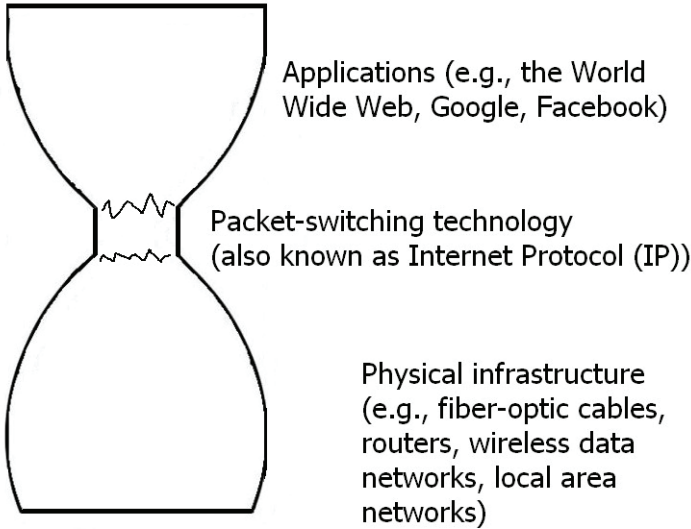 Applications (e.g., the World
Wide Web, Google, Facebook)
Packet-switching technology
(also known as Internet Protocol (IP))
Physical infrastructure
(e.g., fiber-optic cables,
routers, wireless data
networks, local area
networks)